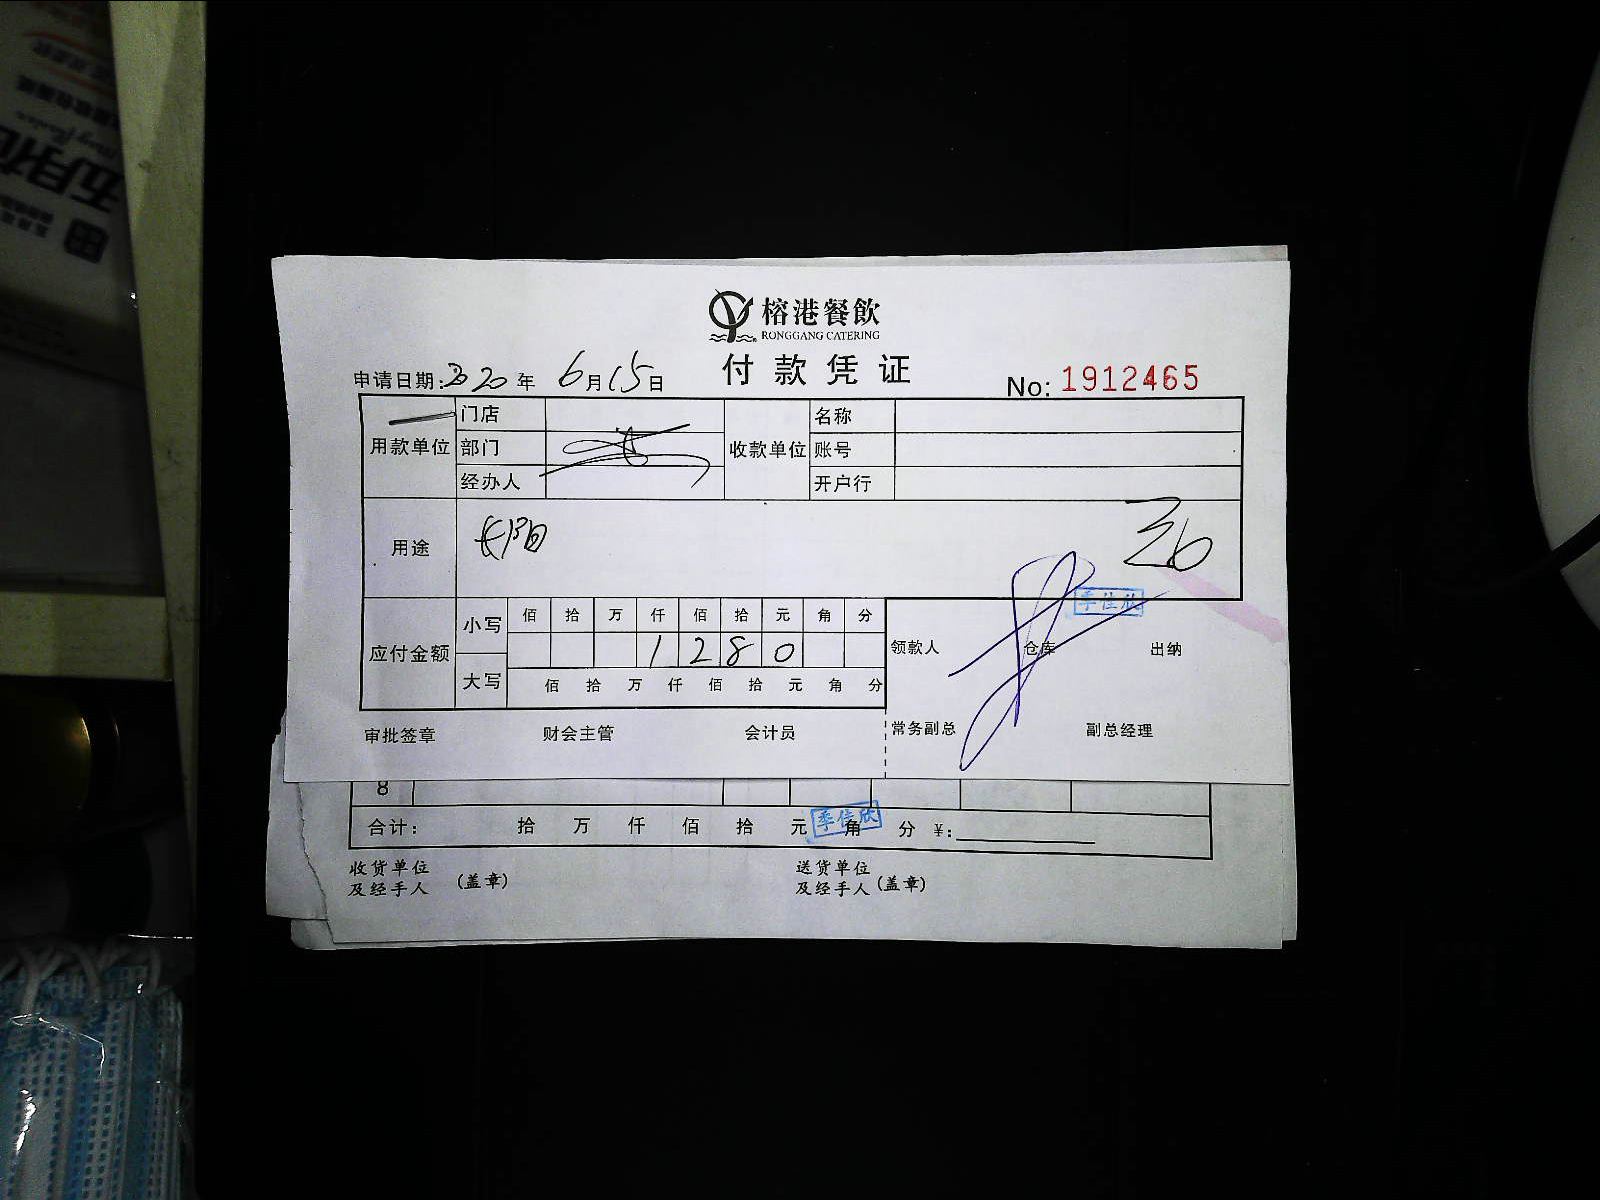 榕港餐飲
RONGGANG CATERING
付款凭证
申请日期:2020年6月15日
No:1912465
用款单位 门店 收款单位 名称
部门 账号
经办人 开户行
用途
应付金额 小写 佰 拾 万 仟 佰 拾 元 角 分
1 2 8 0
大写 佰 拾 万 仟 佰 拾 元 角 分
领款人 仓库 出纳
季佳欣
审批签章 财会主管 会计员 常务副总 副总经理
8
合计: 拾 万 仟 佰 拾 元 角 分 ¥:
季佳欣
收货单位及经手人 (盖章) 送货单位及经手人 (盖章)
五月花